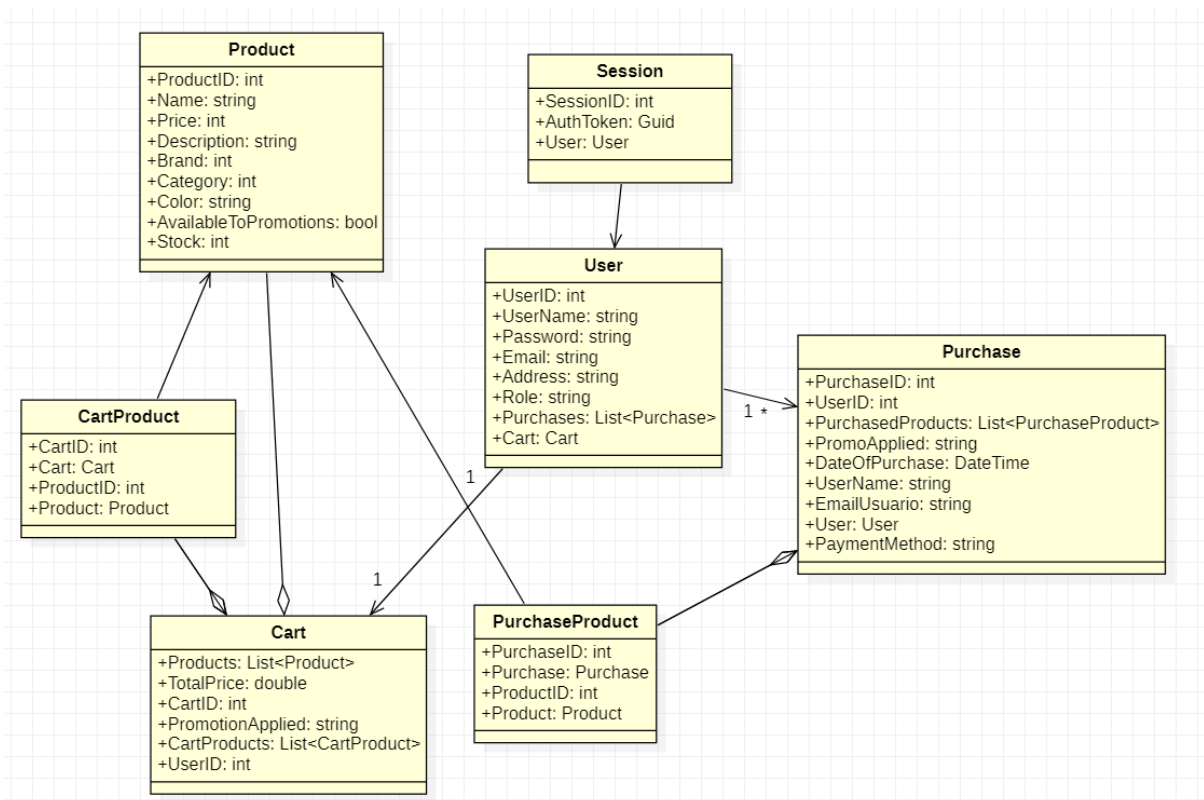 Product
+ProductID: int
+Name: string
+Price: int
+Description: string
+Brand: int
+Category: int
+Color: string
+AvailableToPromotions: bool
+Stock: int
Session
+SessionID: int
+AuthToken: Guid
+User: User
User
+UserID: int
+UserName: string
+Password: string
+Email: string
+Address: string
+Role: string
+Purchases: List<Purchase>
+Cart: Cart
1 *
Purchase
+PurchaseID: int
+UserID: int
+PurchasedProducts: List<PurchaseProduct>
+PromoApplied: string
+DateOfPurchase: DateTime
+UserName: string
+EmailUsuario: string
+User: User
+PaymentMethod: string
CartProduct
+CartID: int
+Cart: Cart
+ProductID: int
+Product: Product
1
1
Cart
+Products: List<Product>
+TotalPrice: double
+CartID: int
+PromotionApplied: string
+CartProducts: List<CartProduct>
+UserID: int
PurchaseProduct
+PurchaseID: int
+Purchase: Purchase
+ProductID: int
+Product: Product